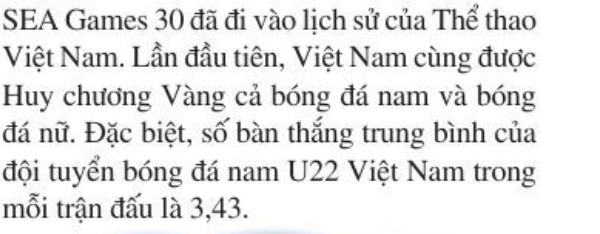 SEA Games 30 đã đi vào lịch sử của Thể thao
Việt Nam. Lần đầu tiên, Việt Nam cùng được
Huy chương Vàng cả bóng đá nam và bóng
đá nữ. Đặc biệt, số bàn thắng trung bình của
đội tuyển bóng đá nam U22 Việt Nam trong
mỗi trận đấu là 3,43.